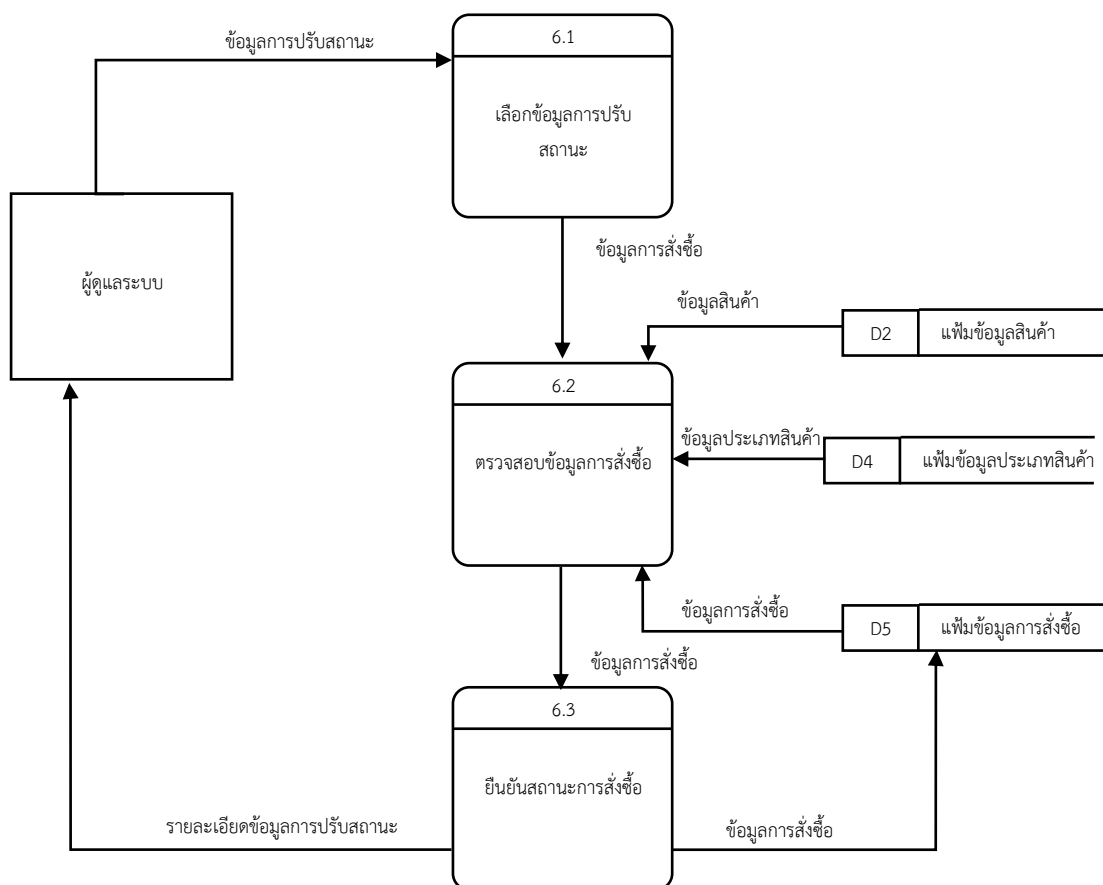 ข้อมูลการปรับสถานะ
6.1
เลือกข้อมูลการปรับ
สถานะ
ข้อมูลการสั่งซื้อ
ผู้ดูแลระบบ
ข้อมูลสินค้า
D2
แฟ้มข้อมูลสินค้า
6.2
ตรวจสอบข้อมูลการสั่งซื้อ
ข้อมูลประเภทสินค้า
D4
แฟ้มข้อมูลประเภทสินค้า
ข้อมูลการสั่งซื้อ
D5
แฟ้มข้อมูลการสั่งซื้อ
ข้อมูลการสั่งซื้อ
6.3
ยืนยันสถานะการสั่งซื้อ
รายละเอียดข้อมูลการปรับสถานะ
ข้อมูลการสั่งซื้อ